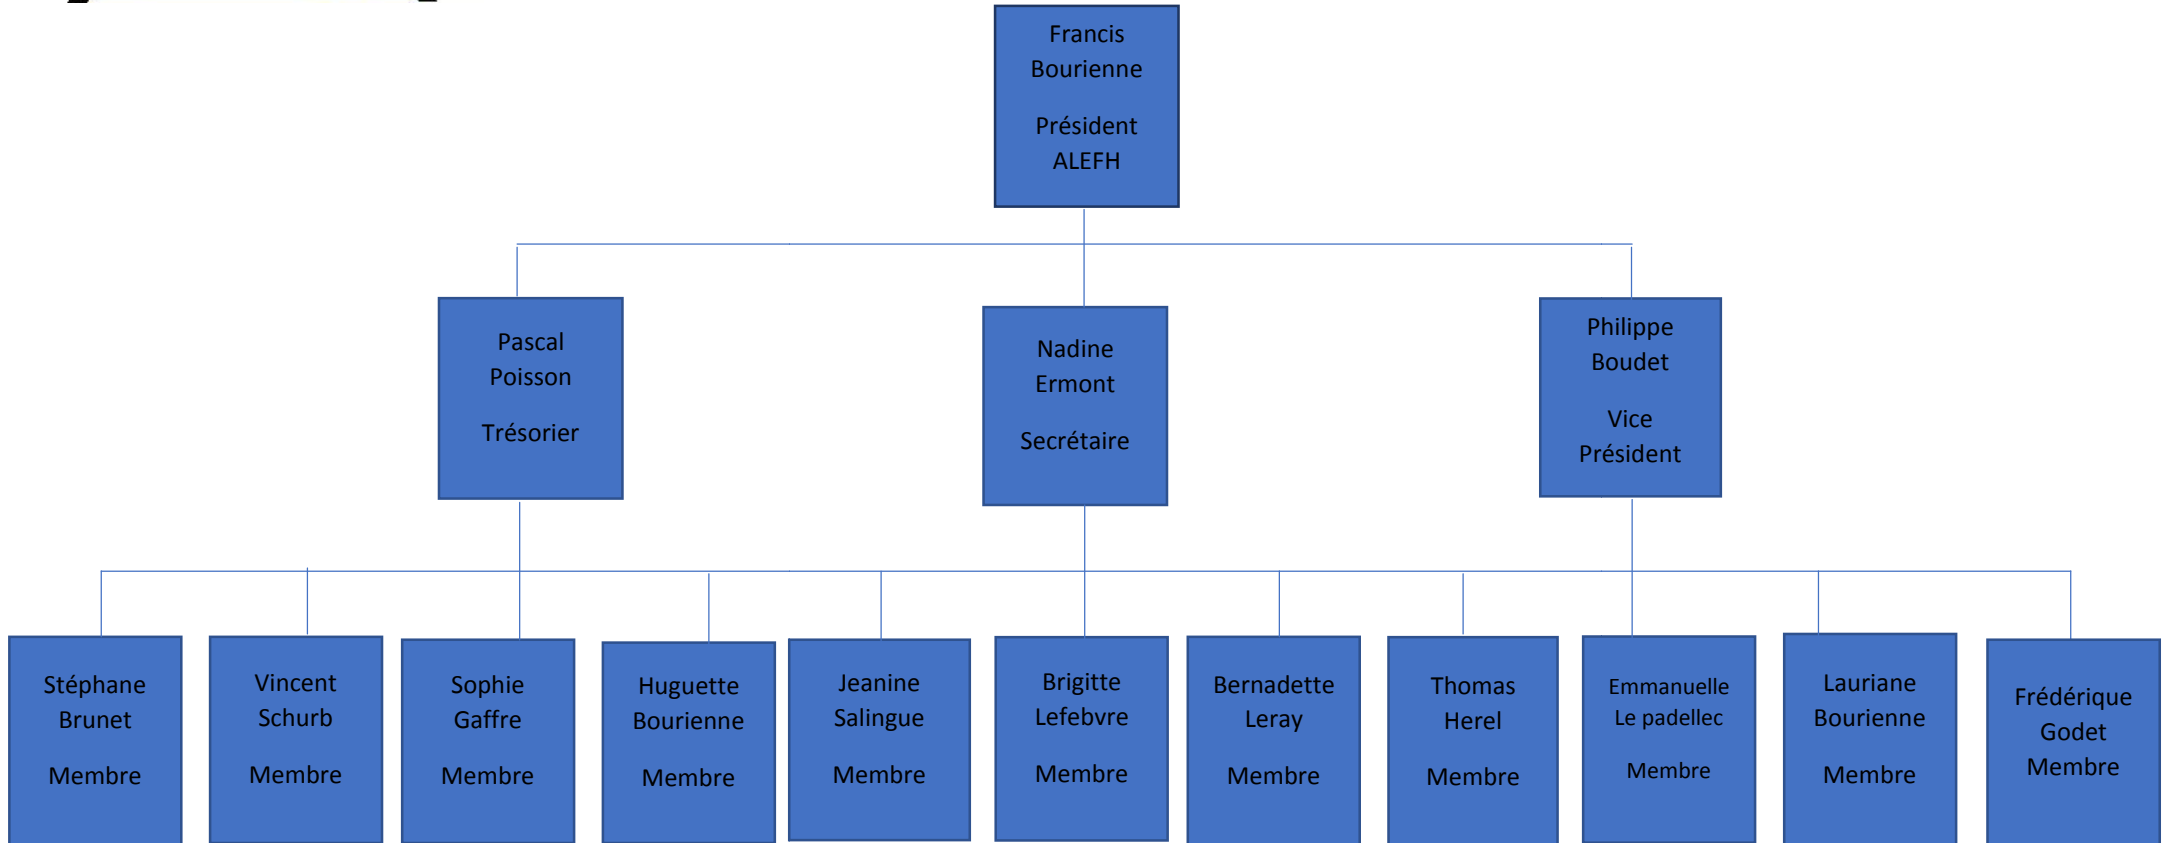 Francis
Bourienne
Président
ALEFH
Pascal
Poisson
Trésorier
Nadine
Ermont
Secrétaire
Philippe
Boudet
Vice
Président
Stéphane
Brunet
Membre
Vincent
Schurb
Membre
Sophie
Gaffre
Membre
Huguette
Bourienne
Membre
Jeanine
Salingue
Membre
Brigitte
Lefebvre
Membre
Bernadette
Leray
Membre
Thomas
Herel
Membre
Emmanuelle
Le padellec
Membre
Lauriane
Bourienne
Membre
Frédérique
Godet
Membre